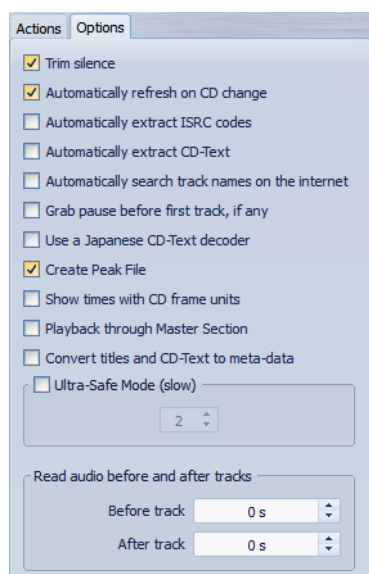 Actions Options
Trim silence
Automatically refresh on CD change
Automatically extract ISRC codes
Automatically extract CD-Text
Automatically search track names on the internet
Grab pause before first track, if any
Use a Japanese CD-Text decoder
Create Peak File
Show times with CD frame units
Playback through Master Section
Convert titles and CD-Text to meta-data
Ultra-Safe Mode (slow)
2
Read audio before and after tracks
Before track 0 s
After track 0 s